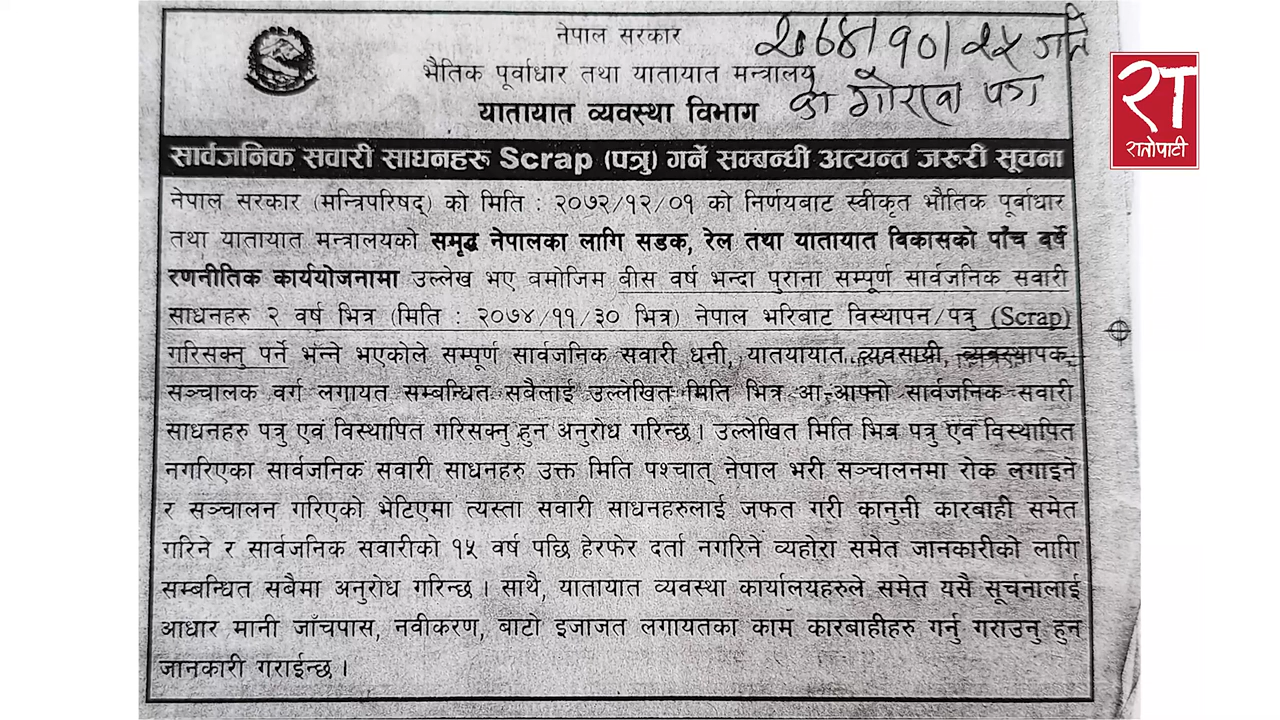 नेपाल सरकार
भैतिक पूर्वाधार तथा यातायात मन्त्रालय
यातायात व्यवस्था विभाग
२०७४।१०।२५ गते
का गोरखा पत्र
रा
रातोपाटी
सार्वजनिक सवारी साधनहरु Scrap (पत्रु) गर्ने सम्बन्धी अत्यन्त जरुरी सूचना
नेपाल सरकार (मन्त्रिपरिषद्) को मिति : २०७२/१२/०१ को निर्णयबाट स्वीकृत भौतिक पूर्वाधार
तथा यातायात मन्त्रालयको समृद्ध नेपालका लागि सडक, रेल तथा यातायात विकासको पाँच बर्षे
रणनीतिक कार्ययोजनामा उल्लेख भए बमोजिम बीस वर्ष भन्दा पुराना सम्पूर्ण सार्वजनिक सवारी
साधनहरु २ वर्ष भित्र (मिति : २०७४/११/३० भित्र) नेपाल भरिबाट विस्थापन/पत्रु (Scrap)
गरिसक्नु पर्ने भन्ने भएकोले सम्पूर्ण सार्वजनिक सवारी धनी, यातयायात व्यवसायी, व्यवस्थापक,
सञ्चालक वर्ग लगायत सम्बन्धित सबैलाई उल्लेखित मिति भित्र आ-आफ्नो सार्वजनिक सवारी
साधनहरु पत्रु एवं विस्थापित गरिसक्नु हुन अनुरोध गरिन्छ। उल्लेखित मिति भित्र पत्रु एवं विस्थापित
नगरिएका सार्वजनिक सवारी साधनहरु उक्त मिति पश्चात् नेपाल भरी सञ्चालनमा रोक लगाइने
र सञ्चालन गरिएको भेटिएमा त्यस्ता सवारी साधनहरुलाई जफत गरी कानुनी कारबाही समेत
गरिने र सार्वजनिक सवारीको १५ वर्ष पछि हेरफेर दर्ता नगरिने व्यहोरा समेत जानकारीको लागि
सम्बन्धित सबैमा अनुरोध गरिन्छ । साथै, यातायात व्यवस्था कार्यालयहरुले समेत यसै सूचनालाई
आधार मानी जाँचपास, नवीकरण, बाटो इजाजत लगायतका काम कारबाहीहरु गर्नु गराउनु हुन
जानकारी गराईन्छ ।